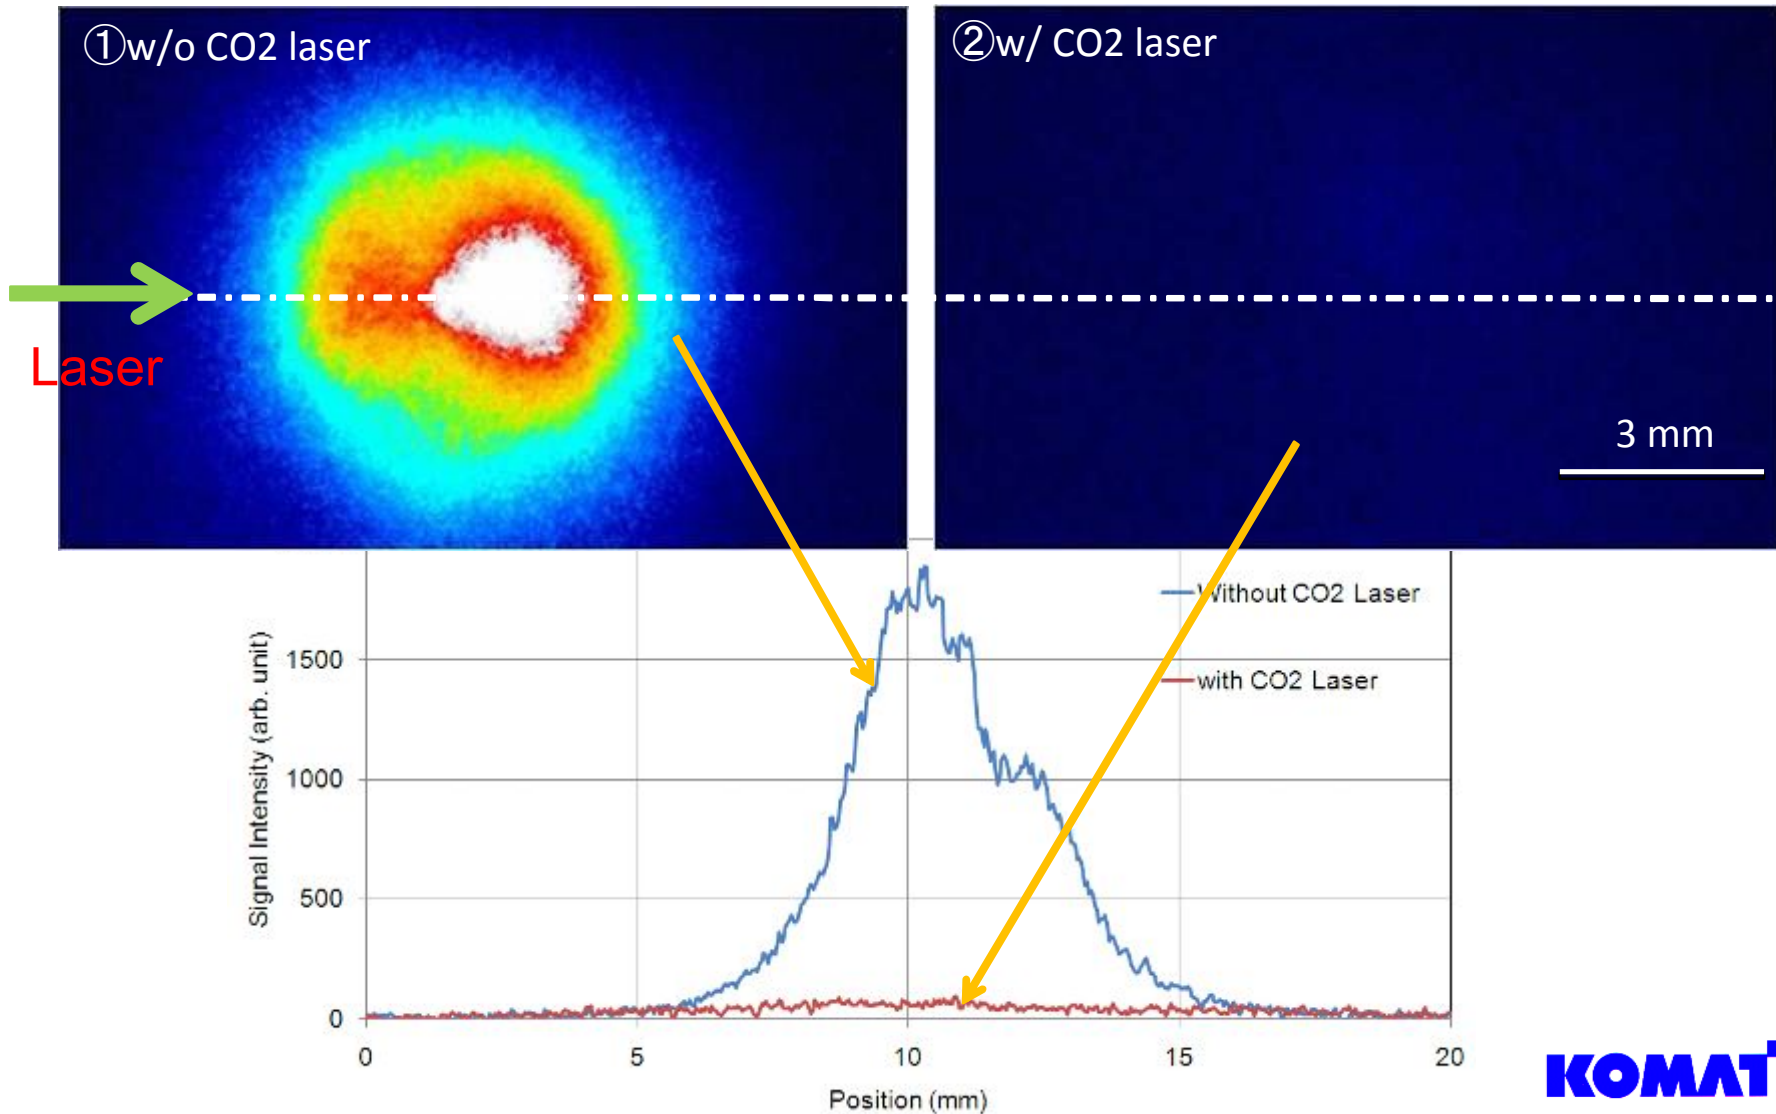 ①w/o CO2 laser
②w/ CO2 laser
Laser
3 mm
Without CO2 Laser
with CO2 Laser
Signal Intensity (arb. unit)
1500
1000
500
0
0 5 10 15 20
Position (mm)
KOMAT